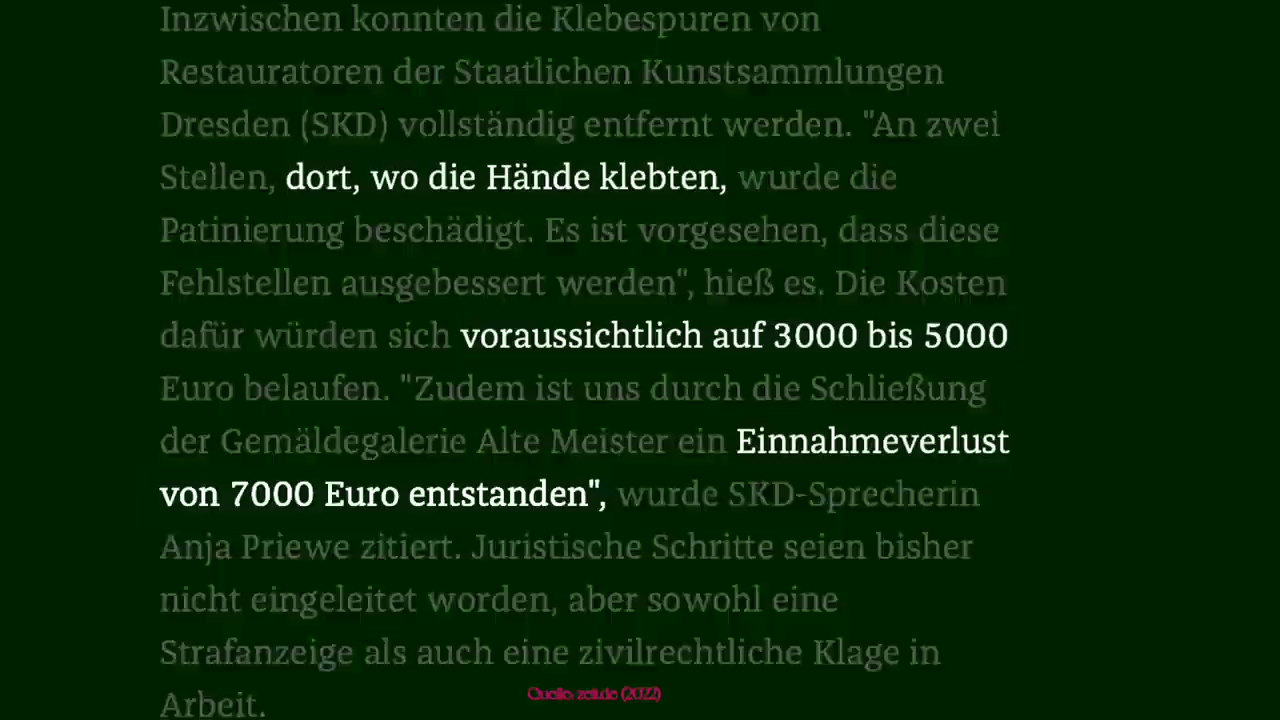 Inzwischen konnten die Klebespuren von
Restauratoren der Staatlichen Kunstsammlungen
Dresden (SKD) vollständig entfernt werden. "An zwei
Stellen, dort, wo die Hände klebten, wurde die
Patinierung beschädigt. Es ist vorgesehen, dass diese
Fehlstellen ausgebessert werden", hieß es. Die Kosten
dafür würden sich voraussichtlich auf 3000 bis 5000
Euro belaufen. "Zudem ist uns durch die Schließung
der Gemäldegalerie Alte Meister ein Einnahmeverlust
von 7000 Euro entstanden", wurde SKD-Sprecherin
Anja Priewe zitiert. Juristische Schritte seien bisher
nicht eingeleitet worden, aber sowohl eine
Strafanzeige als auch eine zivilrechtliche Klage in
Arbeit.
Quelle: zeit.de (2022)